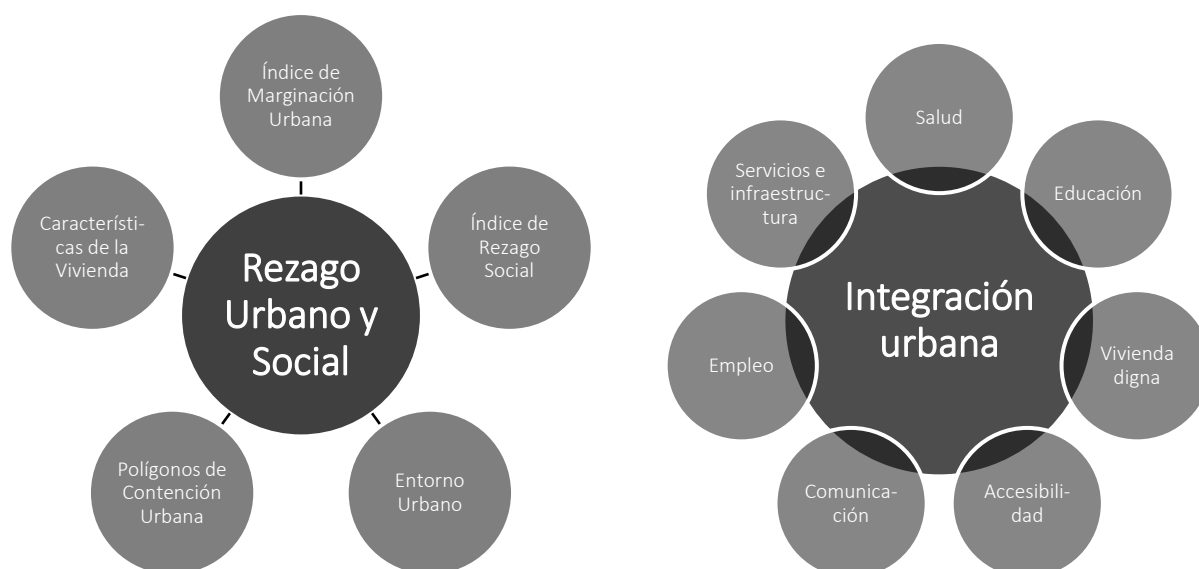 Índice de
Marginación
Urbana
Característi-
cas de la
Vivienda
Índice de
Rezago
Social
Rezago
Urbano y
Social
Polígonos de
Contención
Urbana
Entorno
Urbano
Salud
Servicios e
infraestruc-
tura
Educación
Integración
urbana
Empleo
Vivienda
digna
Comunica-
ción
Accesibili-
dad